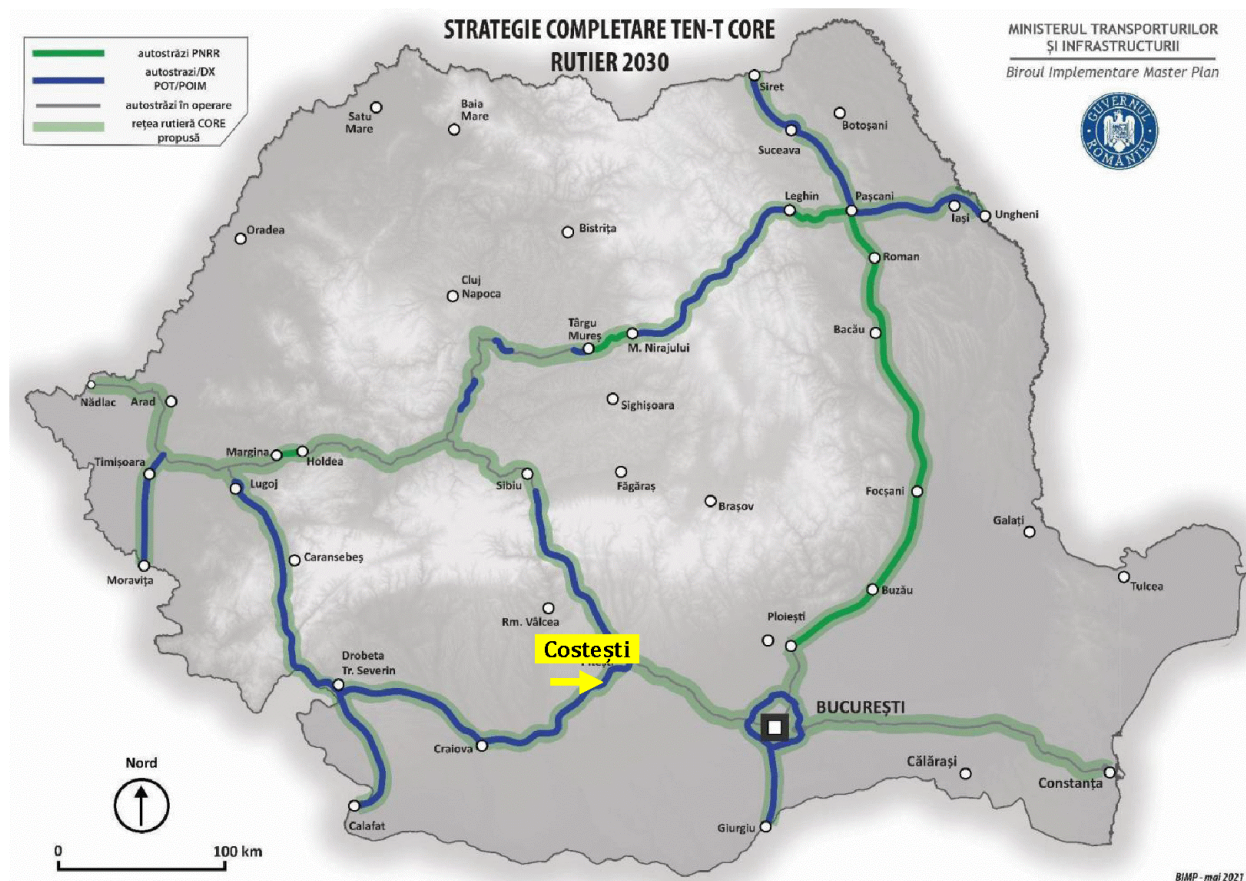 STRATEGIE COMPLETARE TEN-T CORE
RUTIER 2030
MINISTERUL TRANSPORTURILOR
ȘI INFRASTRUCTURII
Biroul Implementare Master Plan
GUVERNUL
ROMÂNIEI
autostrăzi PNRR
autostrazi/DX
POT/POIM
autostrăzi în operare
rețea rutieră CORE
propusă
Siret
Satu
Mare
Baia
Mare
Botoșani
Suceava
Leghin
Pașcani
Iași
Ungheni
Oradea
Bistrița
Roman
Cluj
Napoca
Târgu
Mureș
M. Nirajului
Bacău
Nădlac
Arad
Sighișoara
Margina
Holdea
Timișoara
Lugoj
Sibiu
Făgăraș
Brașov
Focșani
Galați
Caransebeș
Moravița
Buzău
Tulcea
Rm. Vâlcea
Ploiești
Costești
Drobeta
Tr. Severin
BUCUREȘTI
Craiova
Călărași
Constanța
Nord
Calafat
Giurgiu
0
100 km
BIMP - mai 2021